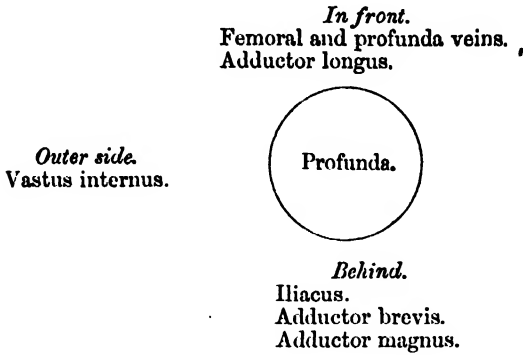 In front.
Femoral and profunda veins.
Adductor longus.
Outer side.
Vastus internus.
Profunda.
Behind.
Iliacus.
Adductor brevis.
Adductor magnus.